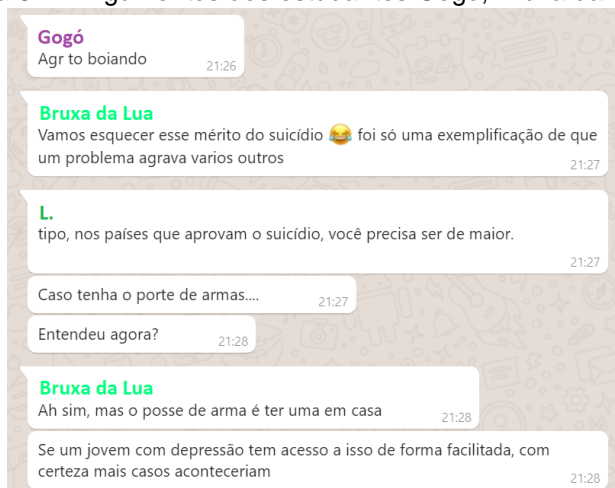 Gogó
Agr to boiando 21:26
Bruxa da Lua
Vamos esquecer esse mérito do suicídio 😂 foi só uma exemplificação de que
um problema agrava varios outros
21:27
L.
tipo, nos países que aprovam o suicídio, você precisa ser de maior.
21:27
Caso tenha o porte de armas.... 21:27
Entendeu agora? 21:28
Bruxa da Lua
Ah sim, mas o posse de arma é ter uma em casa 21:28
Se um jovem com depressão tem acesso a isso de forma facilitada, com
certeza mais casos aconteceriam
21:28